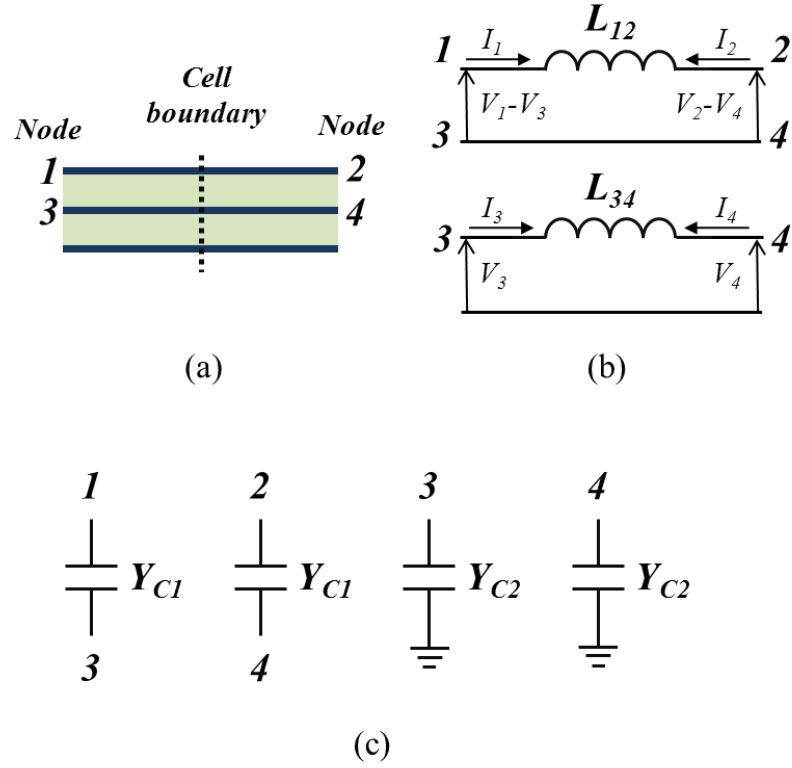 Cell
boundary
Node
Node
1
2
3
4
(a)
L12
1
I1
I2
2
V1-V3
V2-V4
3
4
L34
3
I3
I4
4
V3
V4
(b)
1
2
3
4
YC1
YC1
YC2
YC2
3
4
(c)